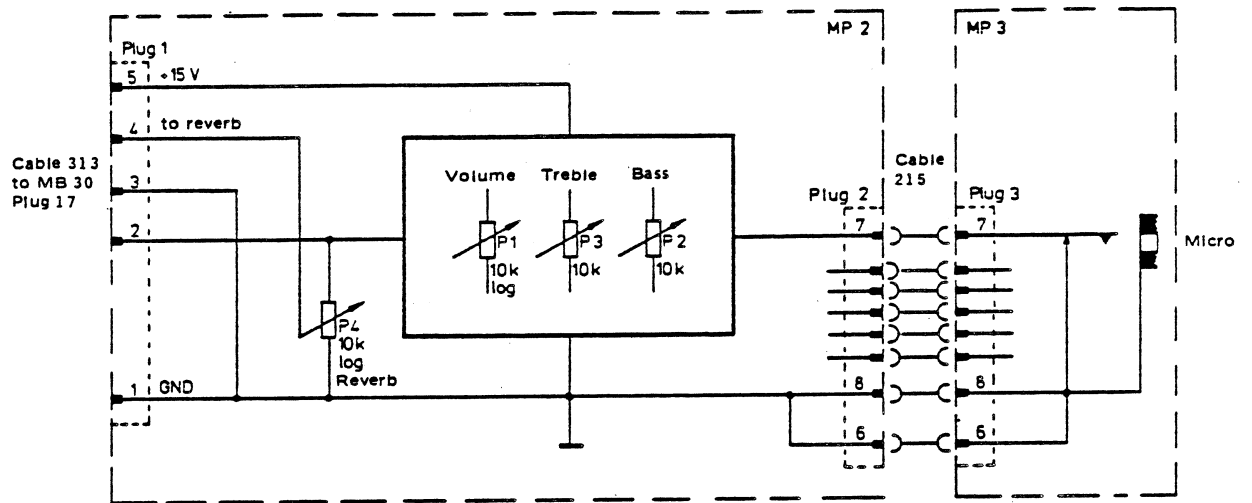 MP 2
MP 3
Plug 1
5 +15 V
4 to reverb
Cable 313
to MB 30
Plug 17
3
2
1 GND
Volume Treble Bass
P1
10k
log
P3
10k
P2
10k
P4
10k
log
Reverb
Cable
215
Plug 2
7
8
6
Plug 3
7
8
6
Micro